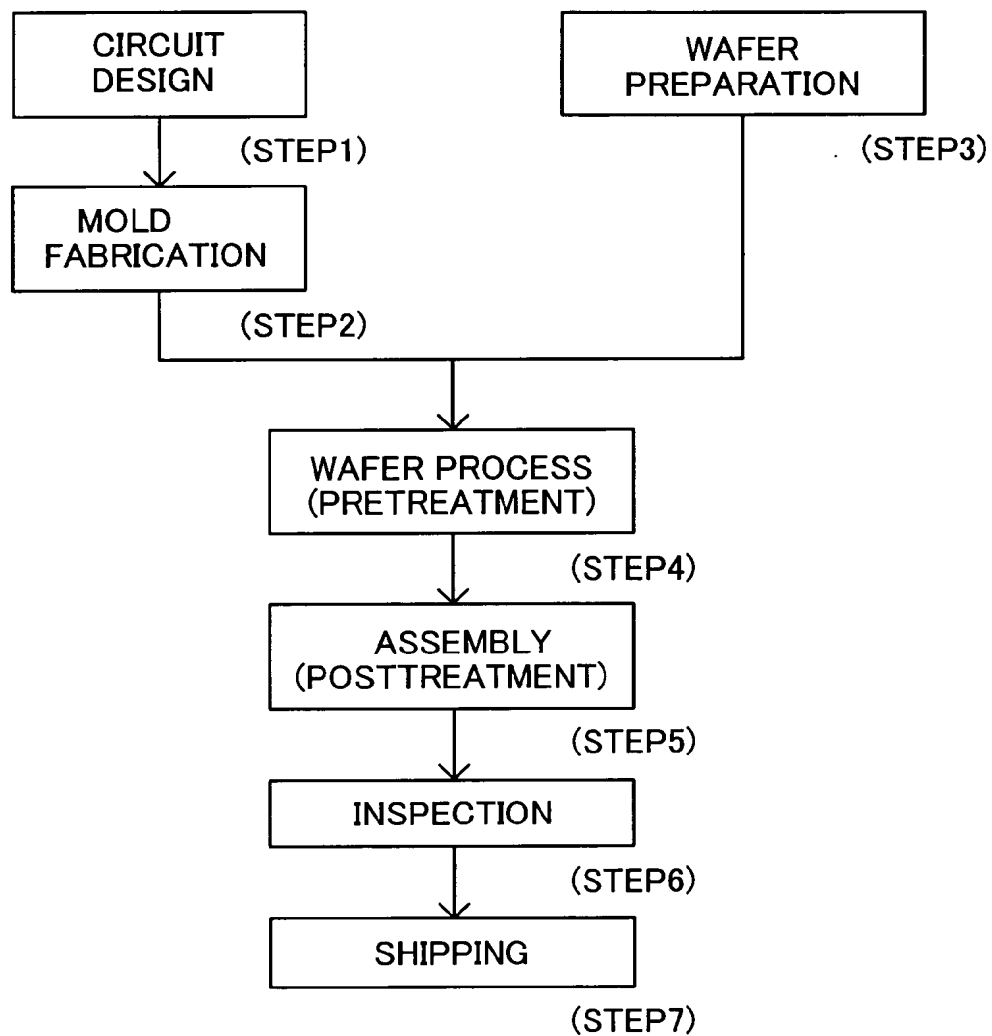 CIRCUIT
DESIGN
(STEP1)
MOLD
FABRICATION
(STEP2)
WAFER
PREPARATION
(STEP3)
WAFER PROCESS
(PRETREATMENT)
(STEP4)
ASSEMBLY
(POSTTREATMENT)
(STEP5)
INSPECTION
(STEP6)
SHIPPING
(STEP7)